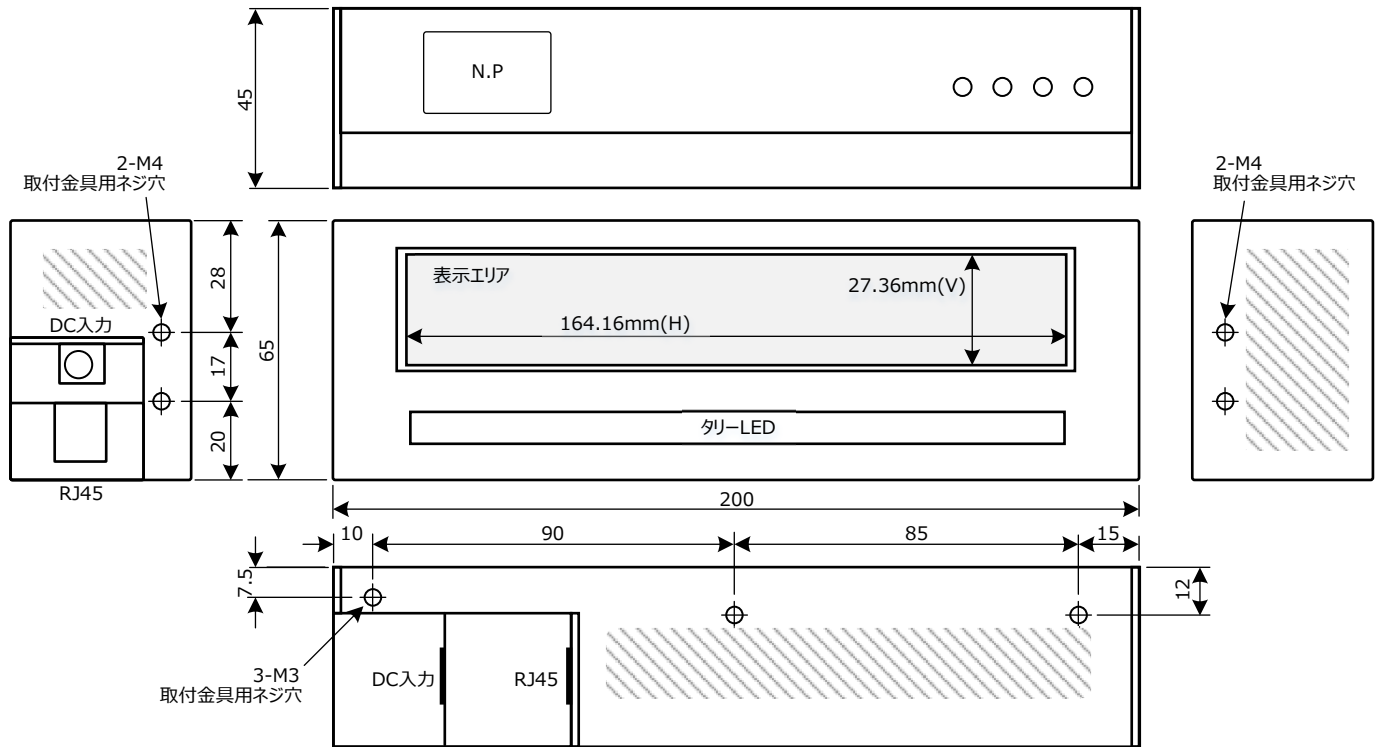 N.P
45
2-M4
取付金具用ネジ穴
2-M4
取付金具用ネジ穴
28
表示エリア
27.36mm(V)
DC入力
164.16mm(H)
17
65
20
タリーLED
RJ45
200
10
90
85
15
7.5
12
3-M3
取付金具用ネジ穴
DC入力
RJ45